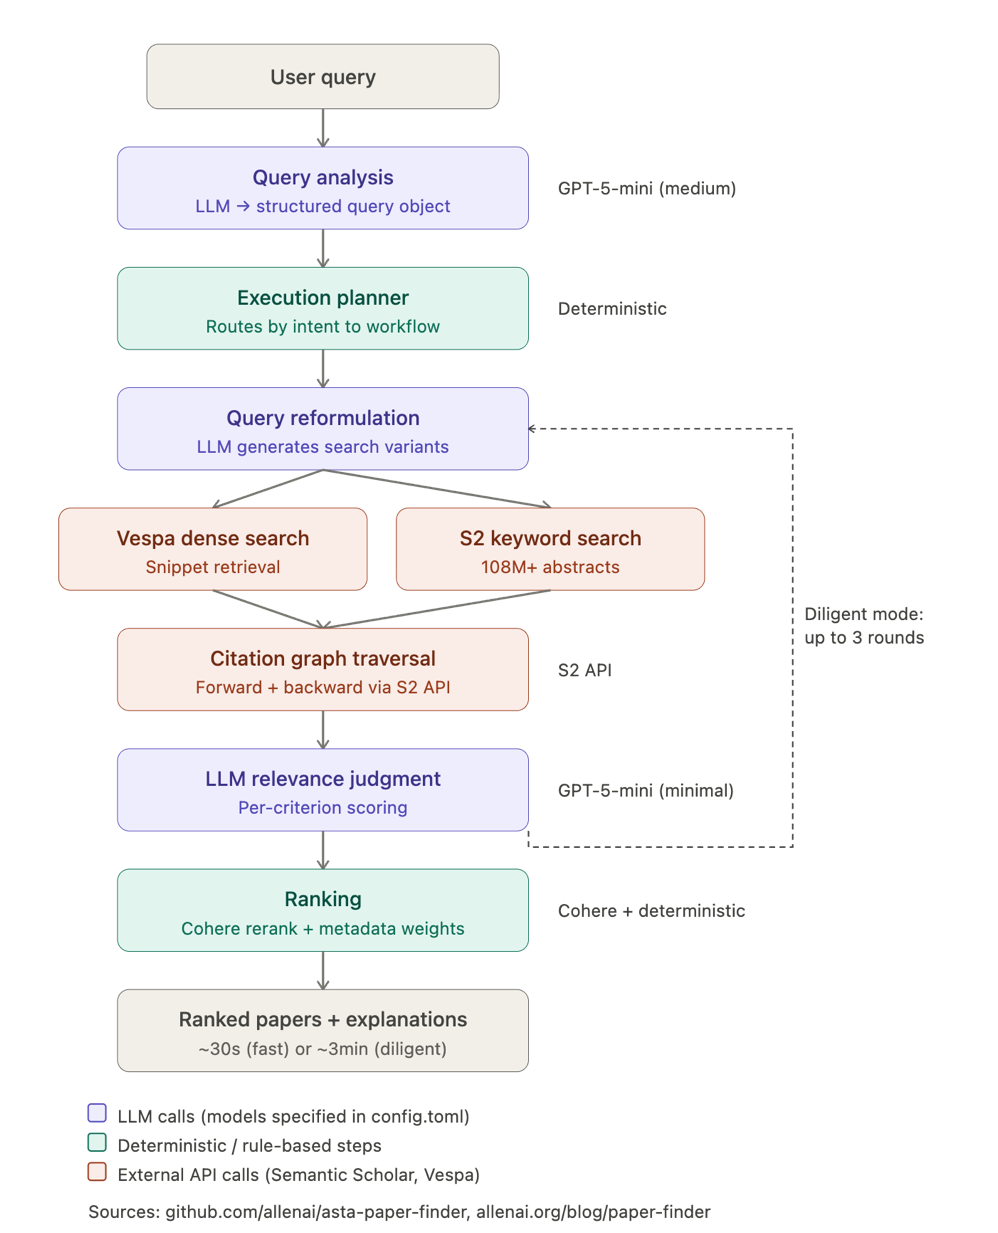 User query
Query analysis
LLM → structured query object
GPT-5-mini (medium)
Execution planner
Routes by intent to workflow
Deterministic
Query reformulation
LLM generates search variants
Vespa dense search
Snippet retrieval
S2 keyword search
108M+ abstracts
Diligent mode:
up to 3 rounds
Citation graph traversal
Forward + backward via S2 API
S2 API
LLM relevance judgment
Per-criterion scoring
GPT-5-mini (minimal)
Ranking
Cohere rerank + metadata weights
Cohere + deterministic
Ranked papers + explanations
~30s (fast) or ~3min (diligent)
LLM calls (models specified in config.toml)
Deterministic / rule-based steps
External API calls (Semantic Scholar, Vespa)
Sources: github.com/allenai/asta-paper-finder, allenai.org/blog/paper-finder